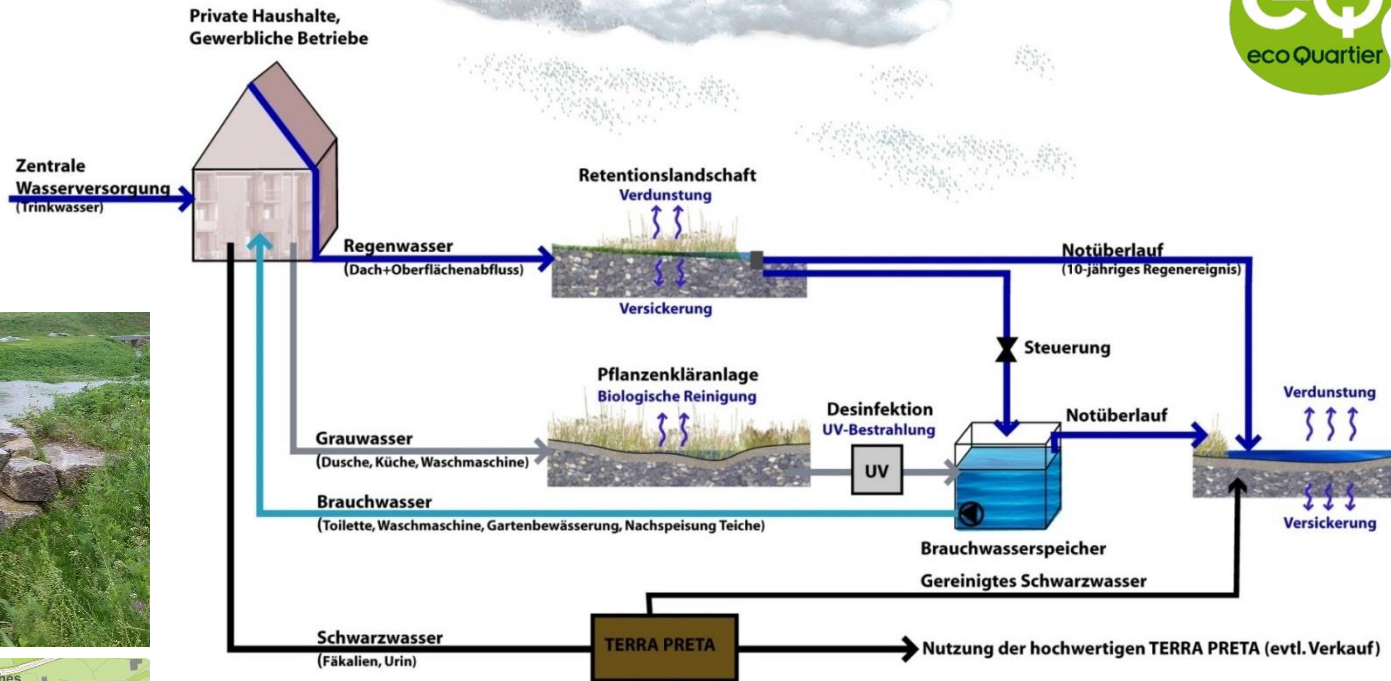 Private Haushalte,
Gewerbliche Betriebe
eco Quartier
Zentrale
Wasserversorgung
(Trinkwasser)
Retentionslandschaft
Verdunstung
Regenwasser
(Dach+Oberflächenabfluss)
Versickerung
Notüberlauf
(10-jähriges Regenereignis)
Steuerung
Pflanzenkläranlage
Biologische Reinigung
Desinfektion
UV-Bestrahlung
Notüberlauf
Verdunstung
Grauwasser
(Dusche, Küche, Waschmaschine)
UV
Brauchwasser
(Toilette, Waschmaschine, Gartenbewässerung, Nachspeisung Teiche)
Versickerung
Brauchwasserspeicher
Gereinigtes Schwarzwasser
Schwarzwasser
(Fäkalien, Urin)
TERRA PRETA
Nutzung der hochwertigen TERRA PRETA (evtl. Verkauf)